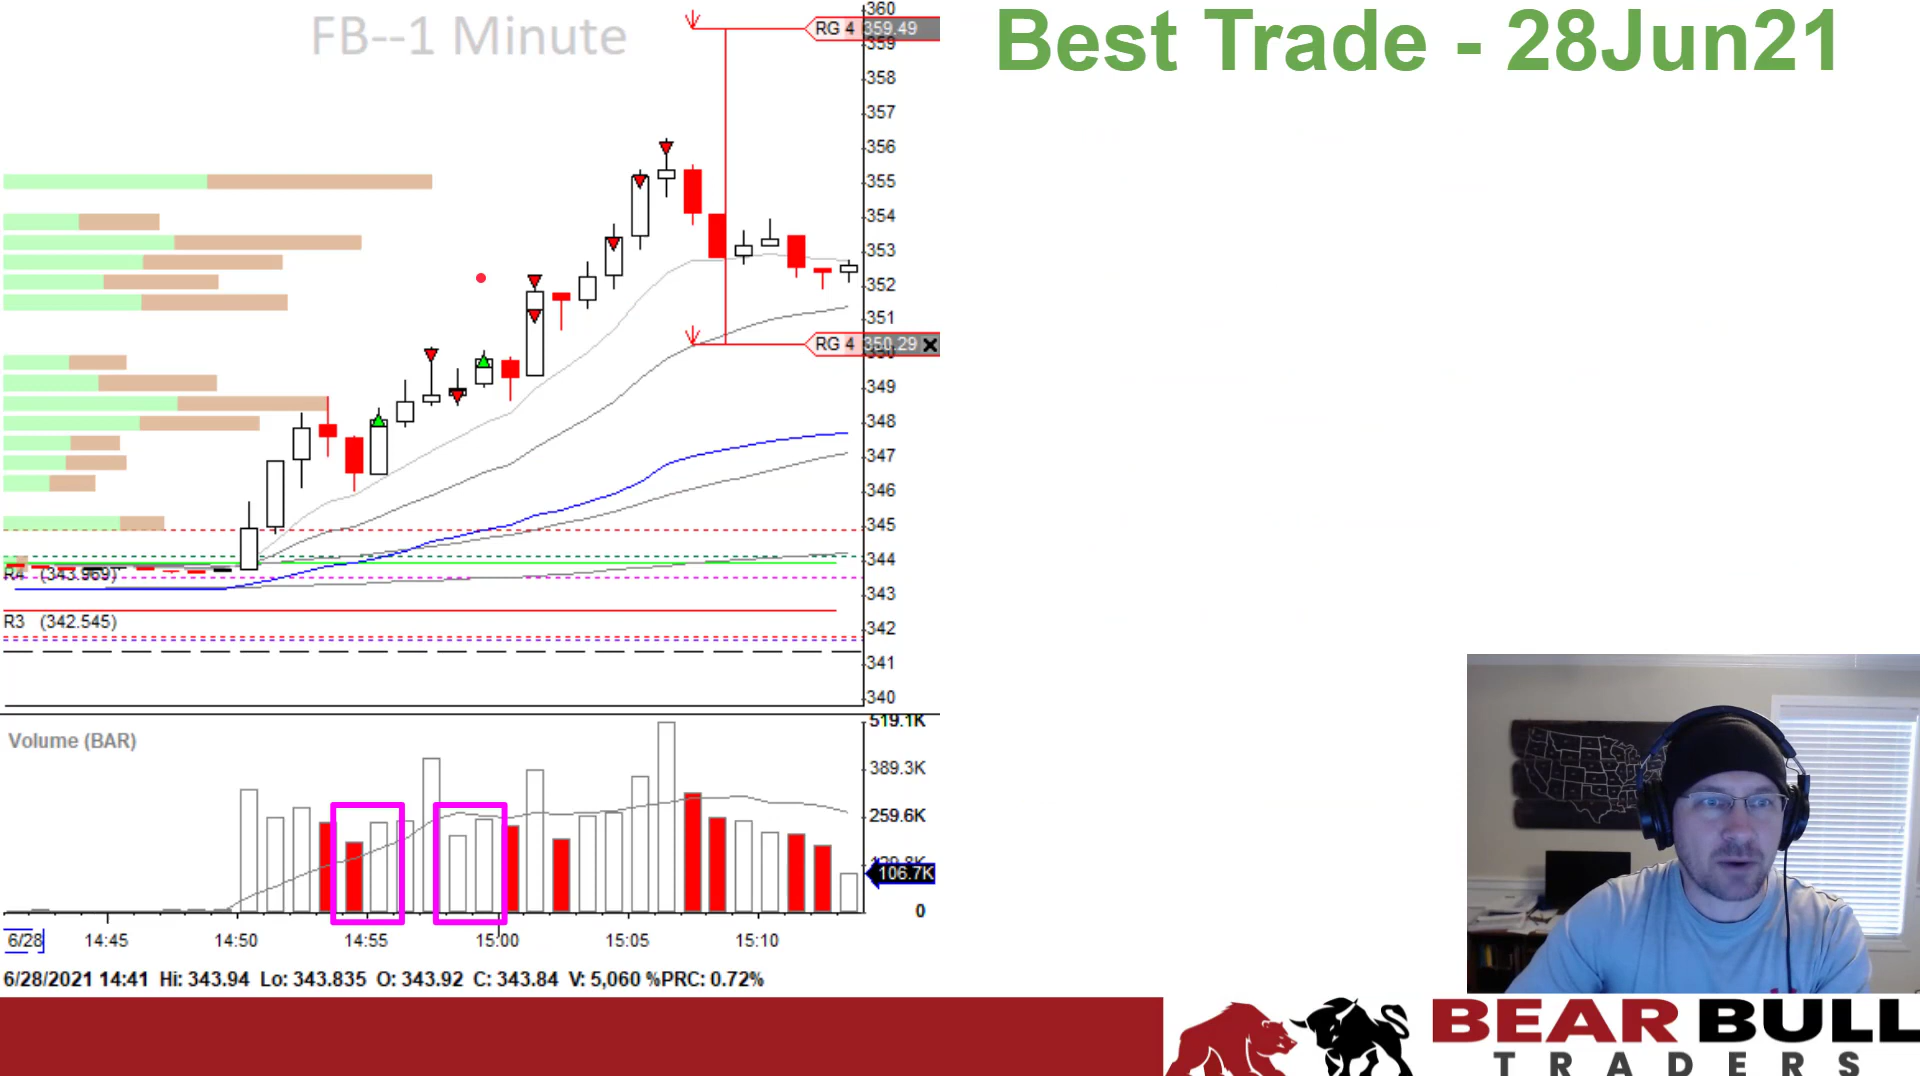 FB--1 Minute
Best Trade - 28Jun21
360
RG 4 359.49
359
358
357
356
355
354
353
352
351
RG 4 350.29
349
348
347
346
345
344
R4 (343.969)
343
R3 (342.545)
342
341
340
519.1K
Volume (BAR)
389.3K
259.6K
129.8K
106.7K
0
6/28 14:45 14:50 14:55 15:00 15:05 15:10
6/28/2021 14:41 Hi: 343.94 Lo: 343.835 O: 343.92 C: 343.84 V: 5,060 %PRC: 0.72%
BEAR BULL
TRADERS